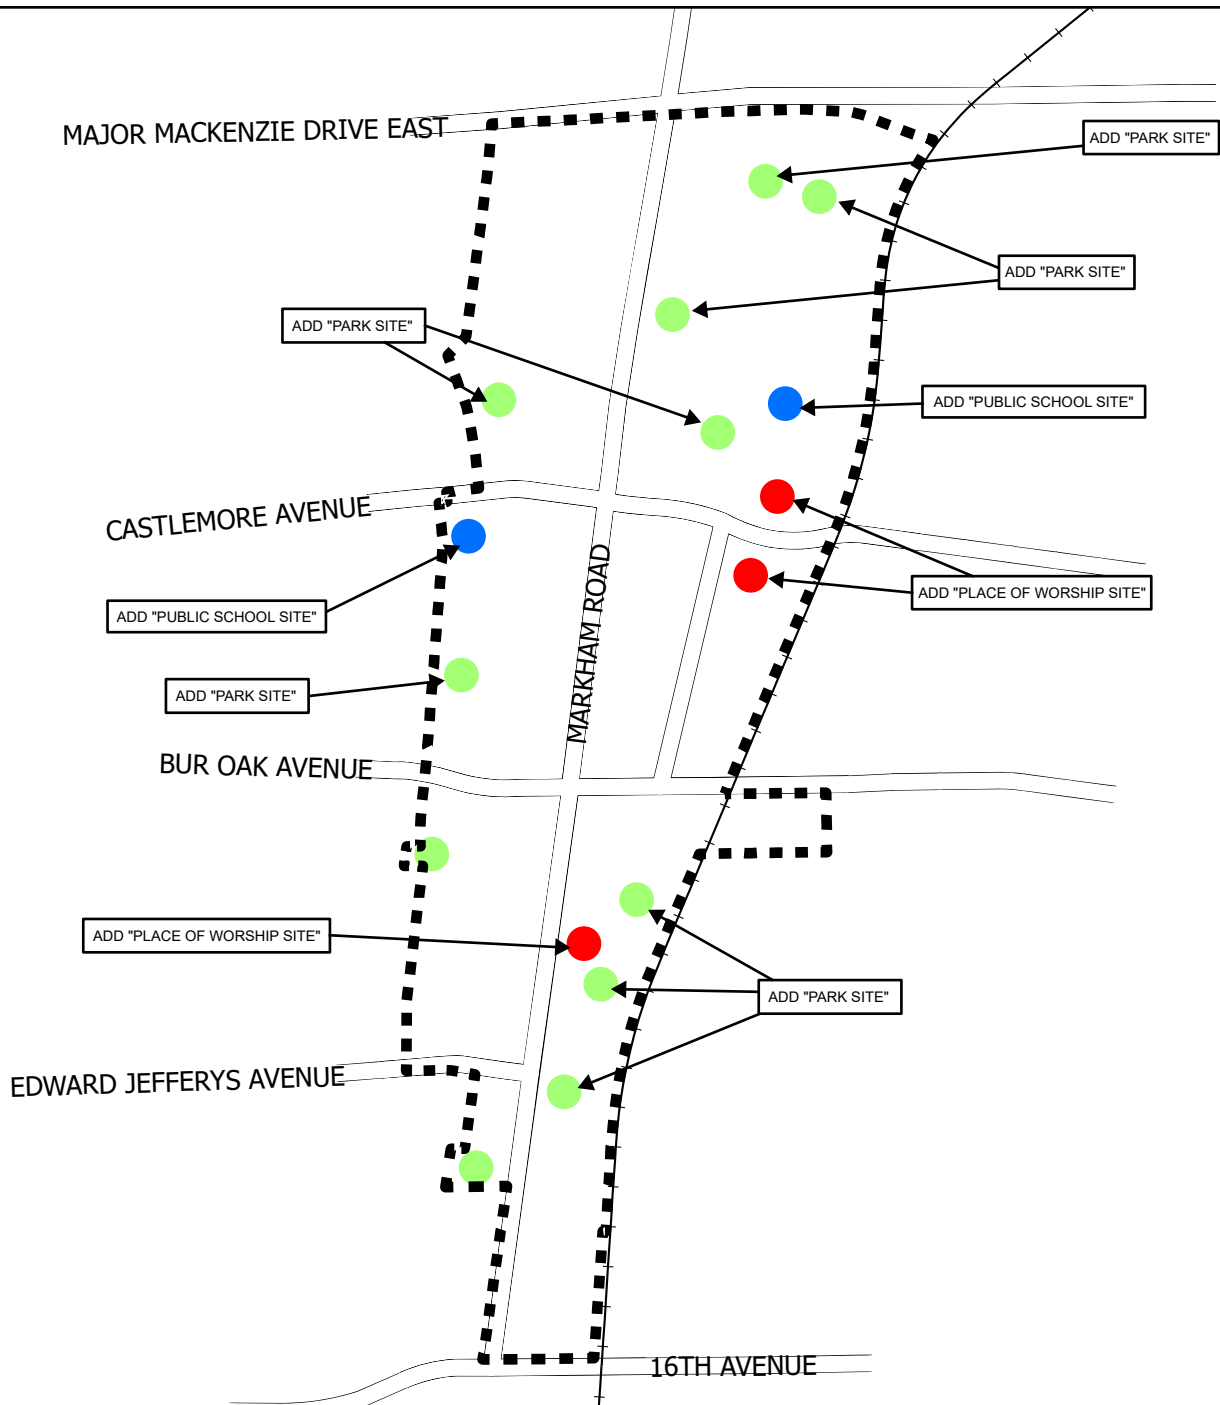 MAJOR MACKENZIE DRIVE EAST
ADD "PARK SITE"
ADD "PARK SITE"
ADD "PARK SITE"
ADD "PUBLIC SCHOOL SITE"
CASTLEMORE AVENUE
MARKHAM ROAD
ADD "PLACE OF WORSHIP SITE"
ADD "PUBLIC SCHOOL SITE"
ADD "PARK SITE"
BUR OAK AVENUE
ADD "PLACE OF WORSHIP SITE"
ADD "PARK SITE"
EDWARD JEFFERYS AVENUE
16TH AVENUE